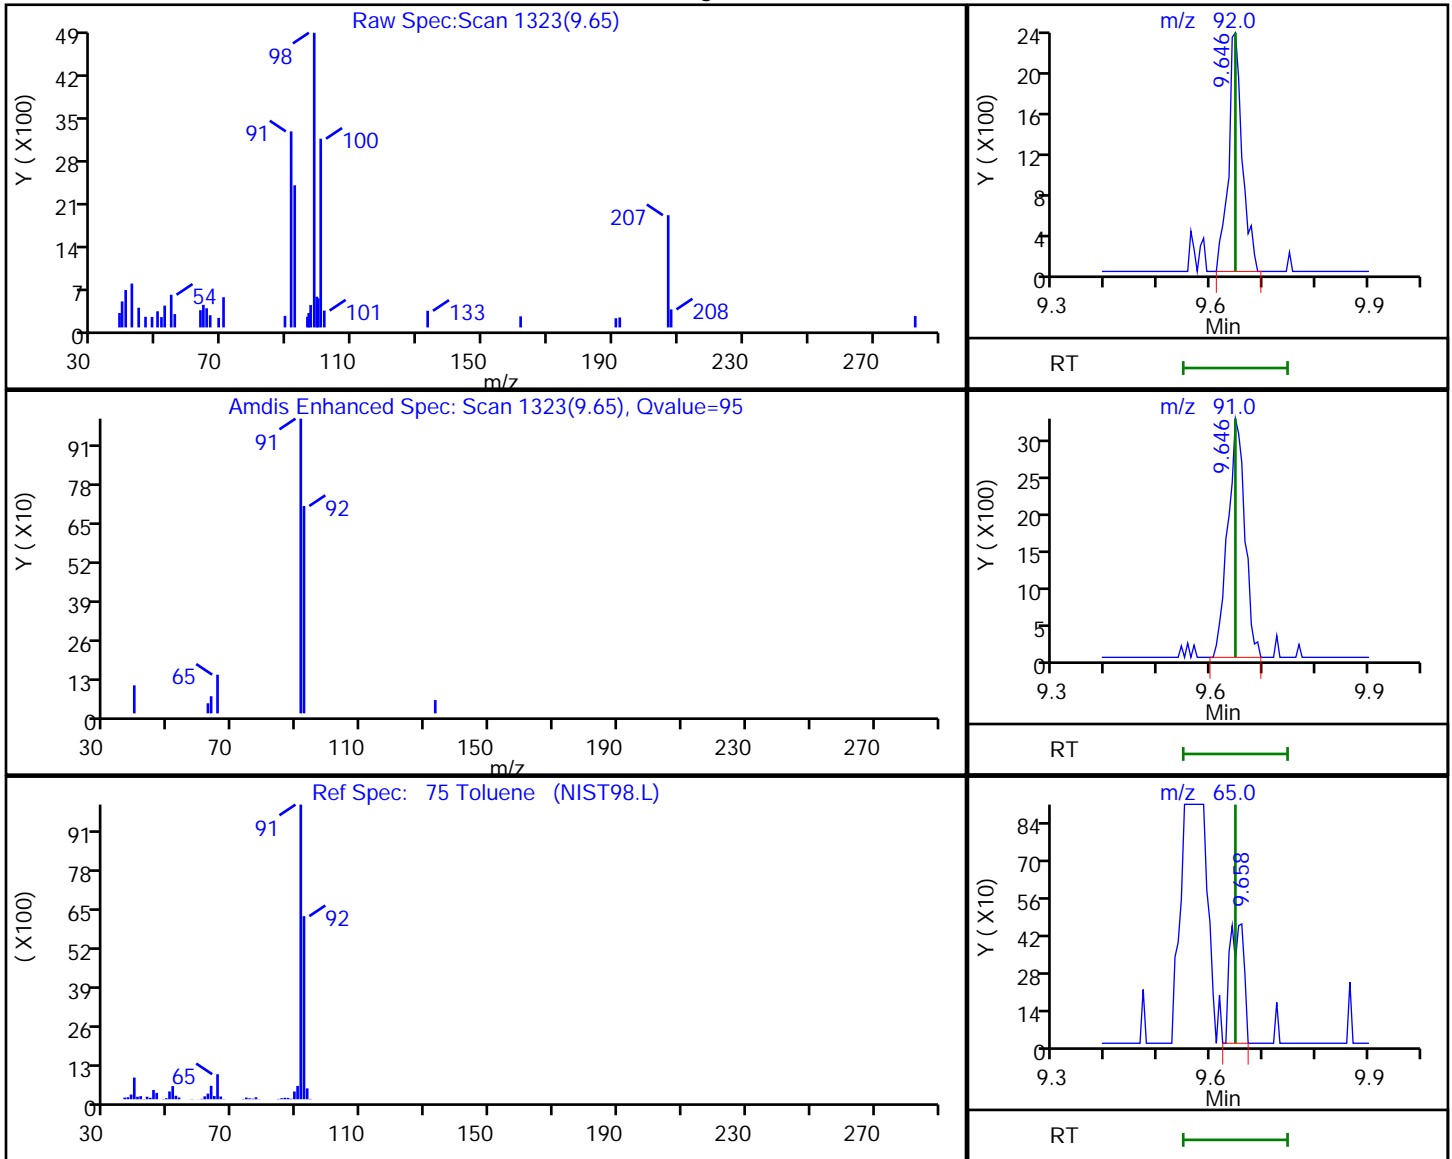 Raw Spec:Scan 1323(9.65)
Y ( X100)
49
42
35
28
21
14
7
0
98
91
100
54
101
133
207
208
30 70 110 150 190 230 270
m/z
m/z 92.0
Y ( X100)
24
20
16
12
8
4
0
9.646
9.3 9.6 9.9
Min
RT
Amdis Enhanced Spec: Scan 1323(9.65), Qvalue=95
Y ( X10)
91
78
65
52
39
26
13
0
91
92
65
30 70 110 150 190 230 270
m/z
m/z 91.0
Y ( X100)
30
25
20
15
10
5
0
9.646
9.3 9.6 9.9
Min
RT
Ref Spec: 75 Toluene (NIST98.L)
( X100)
91
78
65
52
39
26
13
0
91
92
65
30 70 110 150 190 230 270
m/z 65.0
Y ( X10)
84
70
56
42
28
14
0
9.658
9.3 9.6 9.9
Min
RT